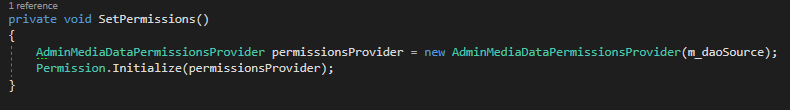 1 reference
private void SetPermissions()
{
AdminMediaDataPermissionsProvider permissionsProvider = new AdminMediaDataPermissionsProvider(m_daoSource);
Permission.Initialize(permissionsProvider);
}